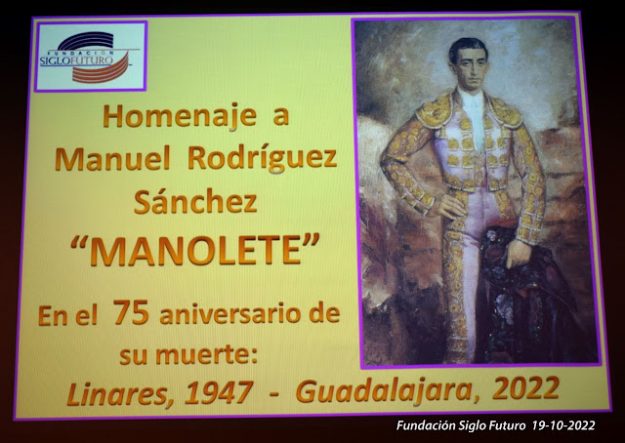 FUNDACIÓN
SIGLO FUTURO
Homenaje a
Manuel Rodríguez
Sánchez
“MANOLETE”
En el 75 aniversario de
su muerte:
Linares, 1947 - Guadalajara, 2022
Fundación Siglo Futuro 19-10-2022